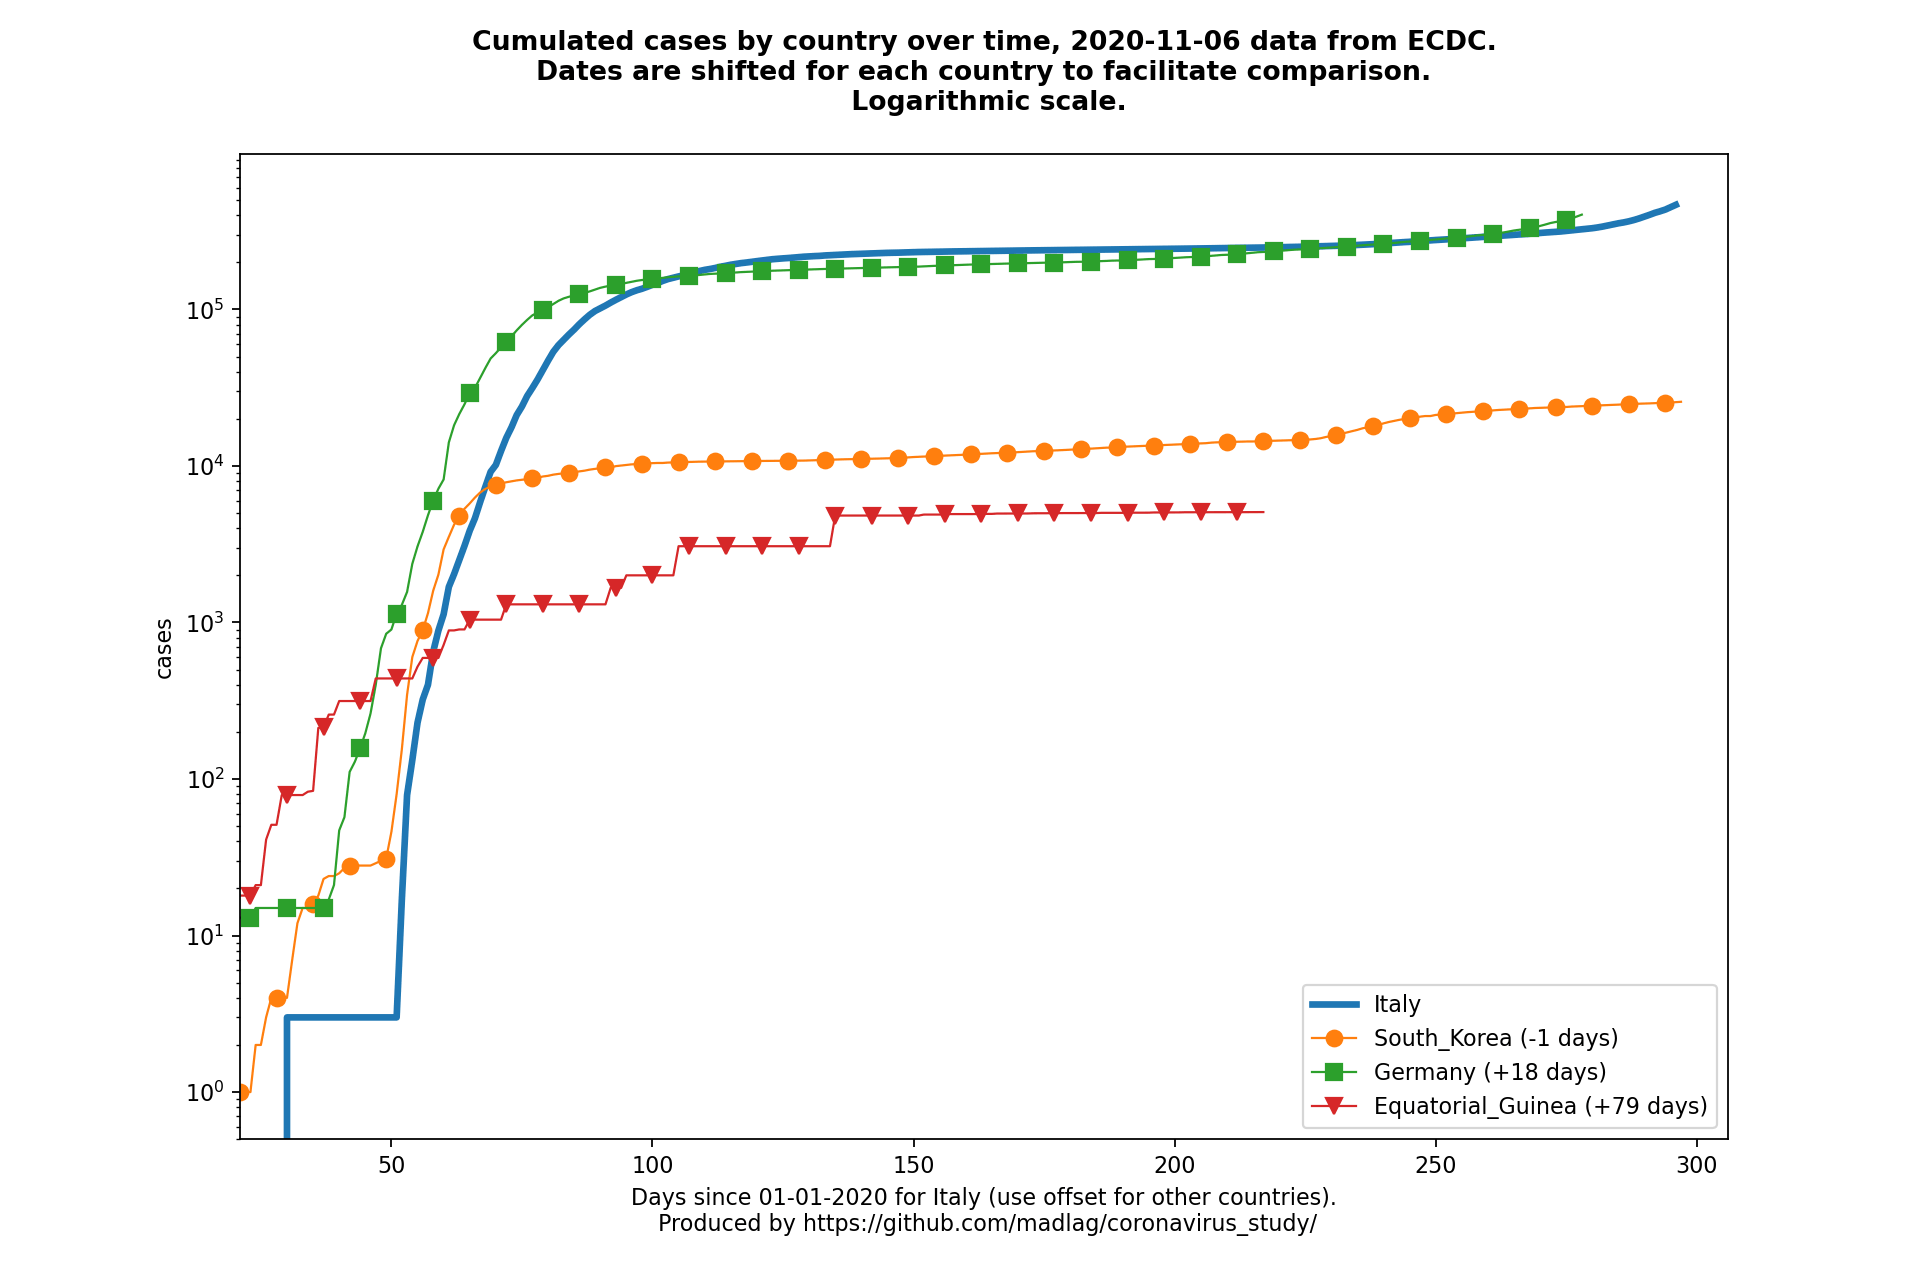 Cumulated cases by country over time, 2020-11-06 data from ECDC.
Dates are shifted for each country to facilitate comparison.
Logarithmic scale.
10^5
10^4
10^3
10^2
10^1
10^0
cases
50 100 150 200 250 300
Days since 01-01-2020 for Italy (use offset for other countries).
Produced by https://github.com/madlag/coronavirus_study/
Italy
South_Korea (-1 days)
Germany (+18 days)
Equatorial_Guinea (+79 days)